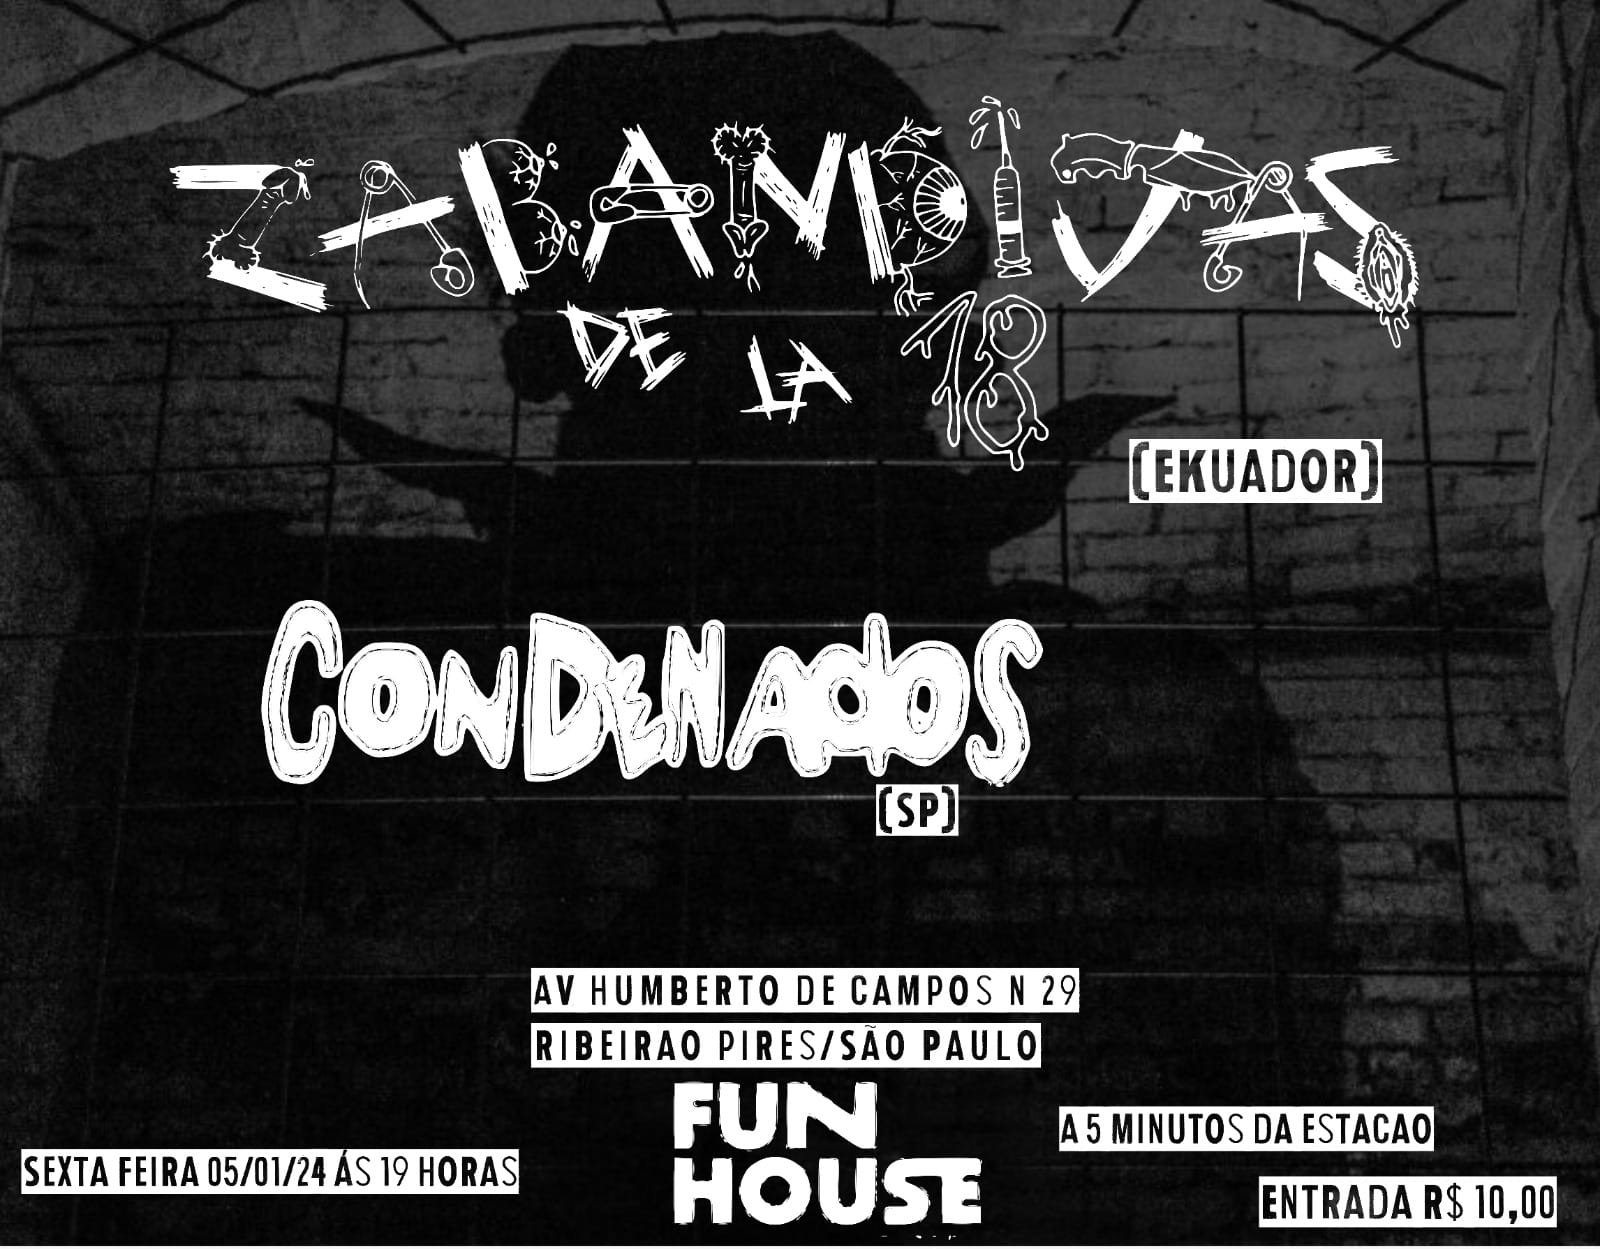 ZABANDIJAS
DE LA 18
(EKUADOR)
CONDENADOS
(SP)
AV HUMBERTO DE CAMPOS N 29
RIBEIRAO PIRES/SÃO PAULO
FUN
HOUSE
A 5 MINUTOS DA ESTACAO
SEXTA FEIRA 05/01/24 ÁS 19 HORAS
ENTRADA R$ 10,00